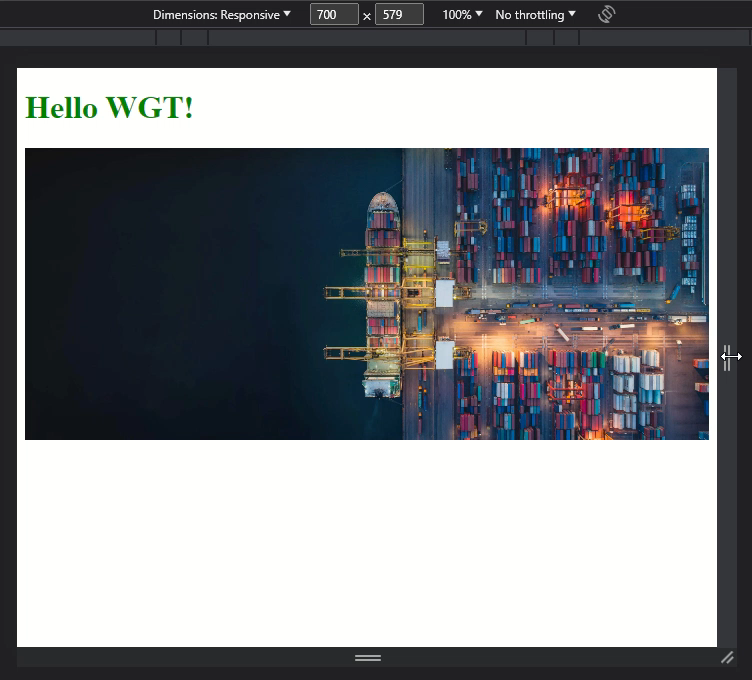 Dimensions: Responsive 700 × 579 100% No throttling
Hello WGT!